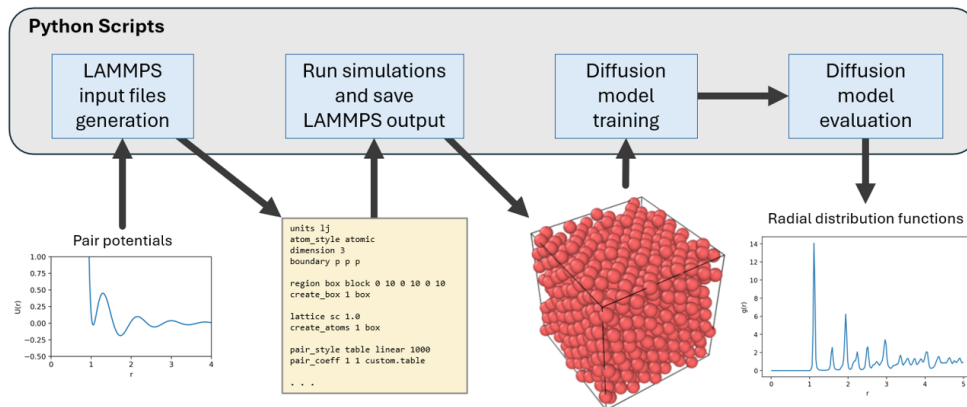 Python Scripts
LAMMPS
input files
generation
Run simulations
and save
LAMMPS output
Diffusion
model
training
Diffusion
model
evaluation
Pair potentials
1.00
0.75
0.50
0.25
0.00
−0.25
−0.50
U(r)
0
1
2
3
4
r
units lj
atom_style atomic
dimension 3
boundary p p p
region box block 0 10 0 10 0 10
create_box 1 box
lattice sc 1.0
create_atoms 1 box
pair_style table linear 1000
pair_coeff 1 1 custom.table
. . .
Radial distribution functions
14
12
10
8
6
4
2
0
g(r)
0
1
2
3
4
5
r